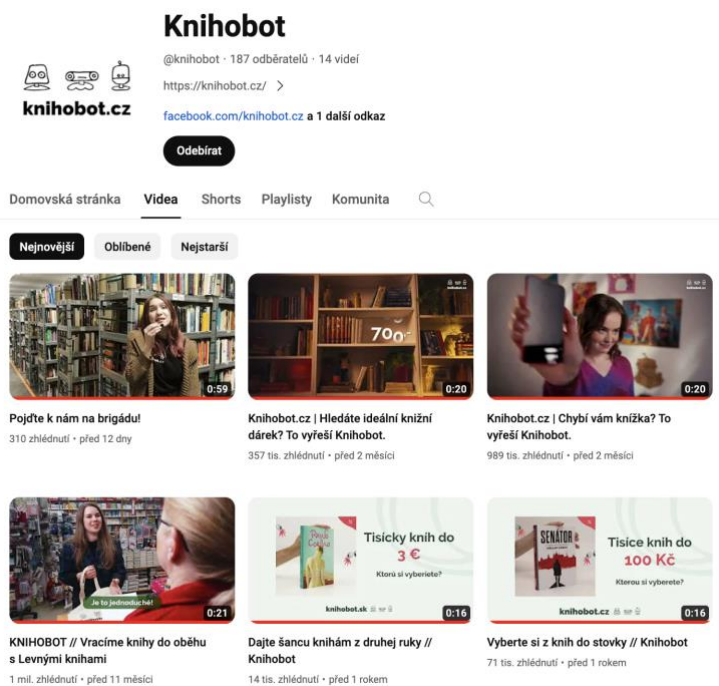 Knihobot
@knihobot · 187 odběratelů · 14 videí
https://knihobot.cz/
knihobot.cz
facebook.com/knihobot.cz a 1 další odkaz
Odebírat
Domovská stránka Videa Shorts Playlisty Komunita
Nejnovější Oblíbené Nejstarší
700,-
0:59
0:20
0:20
Pojďte k nám na brigádu!
310 zhlédnutí • před 12 dny
Knihobot.cz | Hledáte ideální knižní
dárek? To vyřeší Knihobot.
357 tis. zhlédnutí • před 2 měsíci
Knihobot.cz | Chybí vám knížka? To
vyřeší Knihobot.
989 tis. zhlédnutí • před 2 měsíci
Je to jednoduché!
0:21
Tisícky kníh do
3 €
Ktorú si vyberiete?
knihobot.sk
0:16
SENÁTOR
Tisíce knih do
100 Kč
Kterou si vyberete?
knihobot.cz
0:16
KNIHOBOT // Vracíme knihy do oběhu
s Levnými knihami
1 mil. zhlédnutí • před 11 měsíci
Dajte šancu knihám z druhej ruky //
Knihobot
14 tis. zhlédnutí • před 1 rokem
Vyberte si z knih do stovky // Knihobot
71 tis. zhlédnutí • před 1 rokem